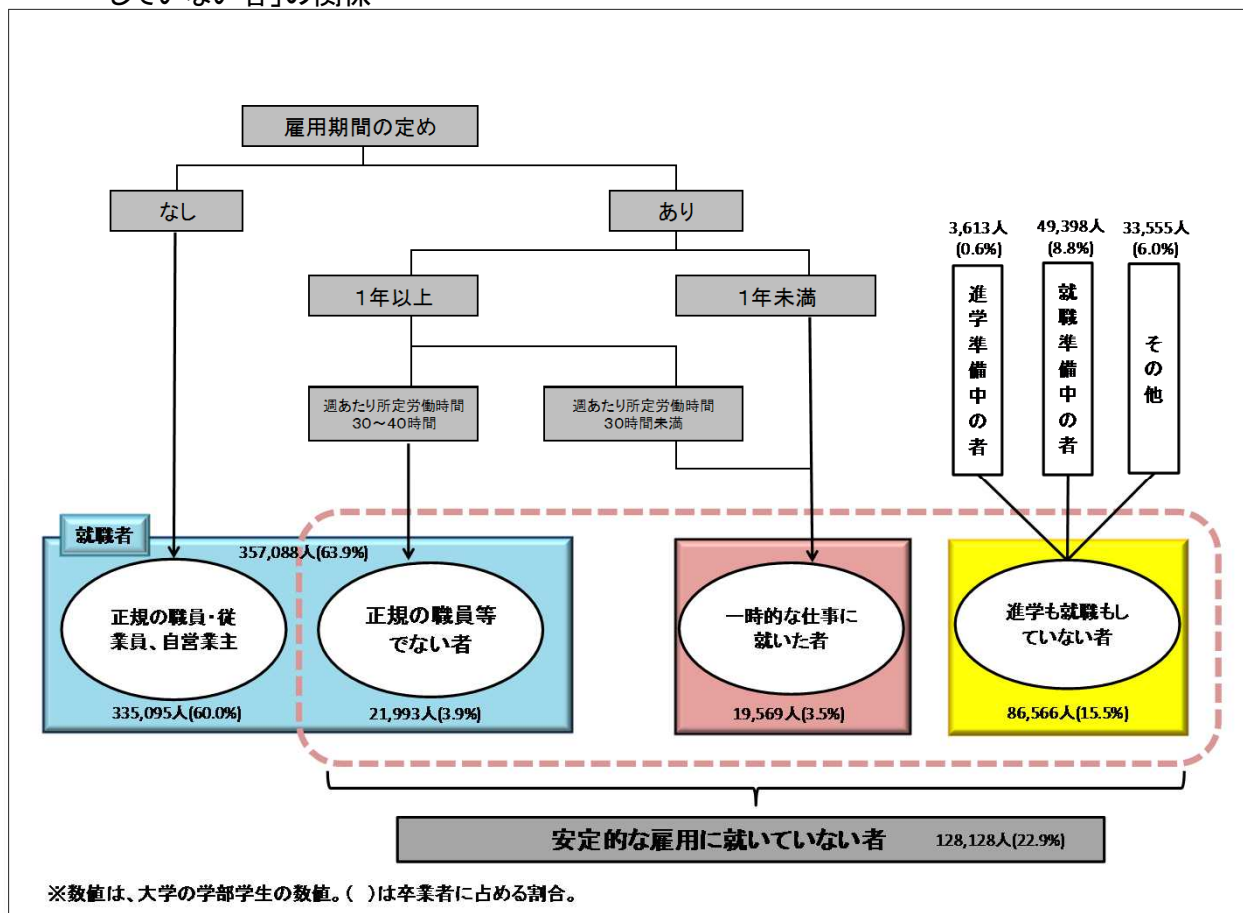 していない者」の関係
雇用期間の定め
なし
あり
3,613人
(0.6%)
49,398人
(8.8%)
33,555人
(6.0%)
1年以上
1年未満
進学準備中の者
就職準備中の者
その他
週あたり所定労働時間
30～40時間
週あたり所定労働時間
30時間未満
就職者
357,088人(63.9%)
正規の職員・従
業員、自営業主
正規の職員等
でない者
一時的な仕事に
就いた者
進学も就職もし
ていない者
335,095人(60.0%)
21,993人(3.9%)
19,569人(3.5%)
86,566人(15.5%)
安定的な雇用に就いていない者 128,128人(22.9%)
※数値は、大学の学部学生の数値。( )は卒業者に占める割合。